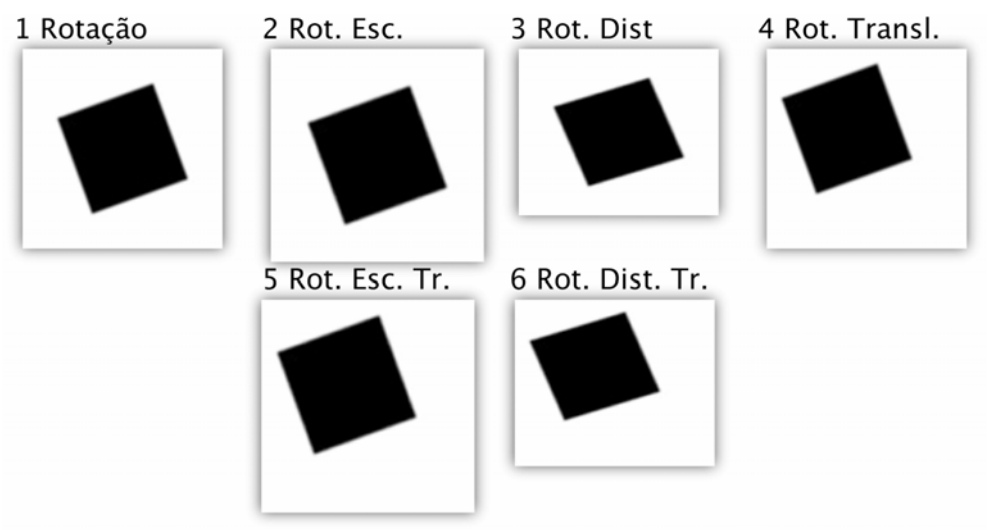 1 Rotação
2 Rot. Esc.
3 Rot. Dist
4 Rot. Transl.
5 Rot. Esc. Tr.
6 Rot. Dist. Tr.